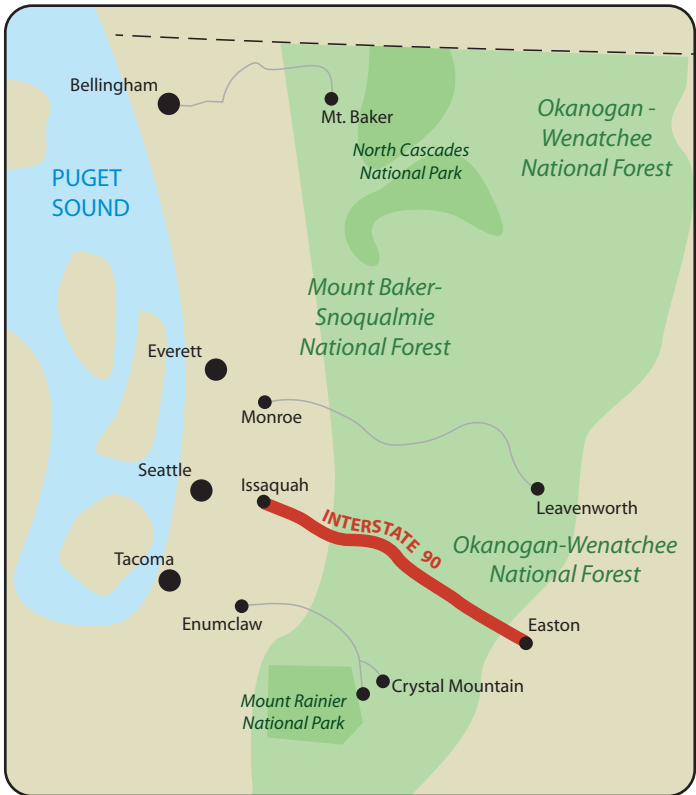 Bellingham
Mt. Baker
Okanogan -
Wenatchee
National Forest
North Cascades
National Park
PUGET
SOUND
Mount Baker-
Snoqualmie
National Forest
Everett
Monroe
Seattle
Issaquah
Leavenworth
INTERSTATE 90
Okanogan-Wenatchee
National Forest
Tacoma
Enumclaw
Easton
Crystal Mountain
Mount Rainier
National Park